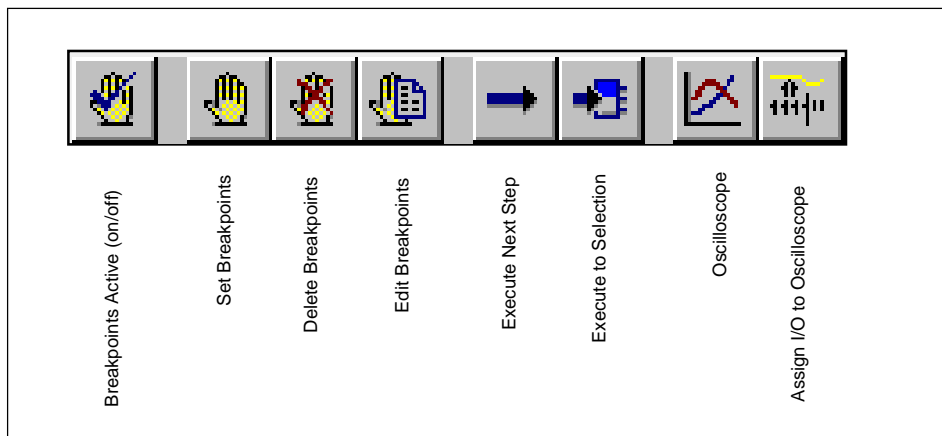 Breakpoints Active (on/off)
Set Breakpoints
Delete Breakpoints
Edit Breakpoints
Execute Next Step
Execute to Selection
Oscilloscope
Assign I/O to Oscilloscope